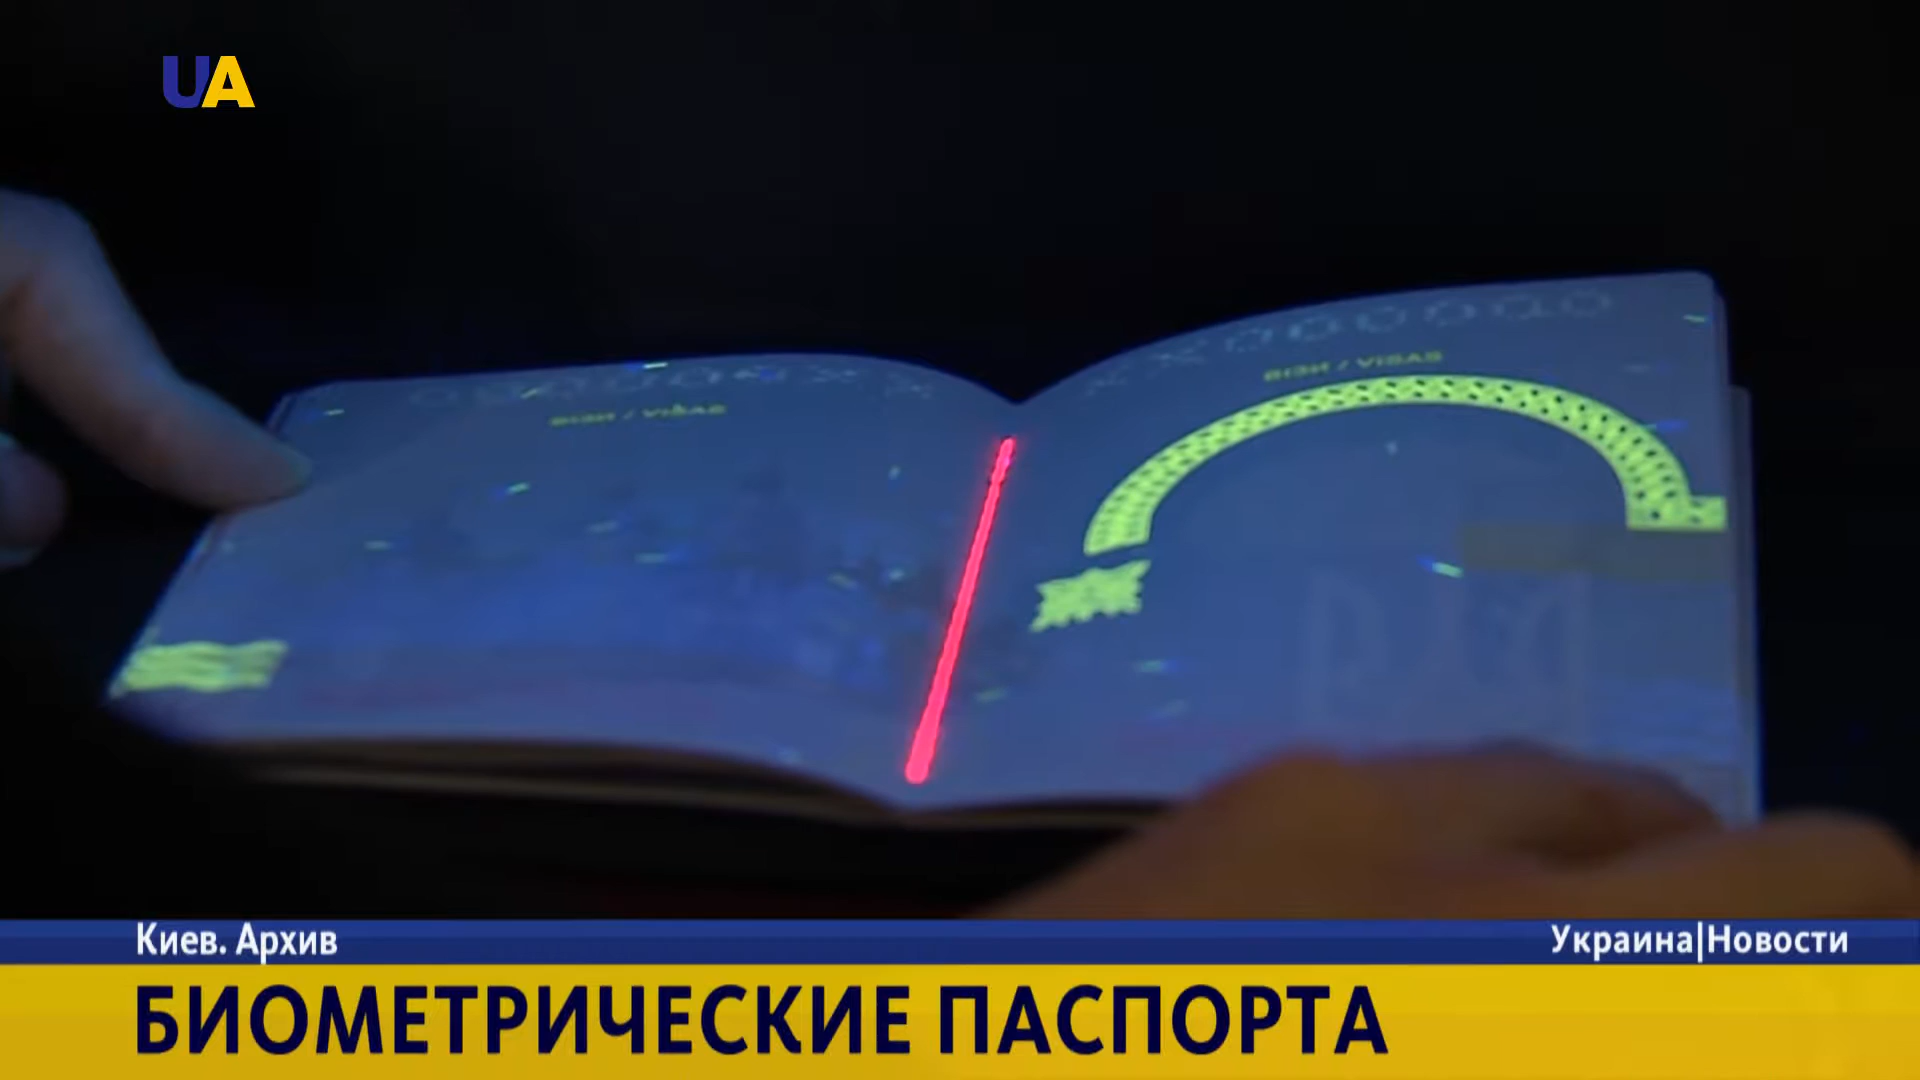 UA
ВІЗИ / VISAS
ВІЗИ / VISAS
Киев. Архив
Украина|Новости
БИОМЕТРИЧЕСКИЕ ПАСПОРТА